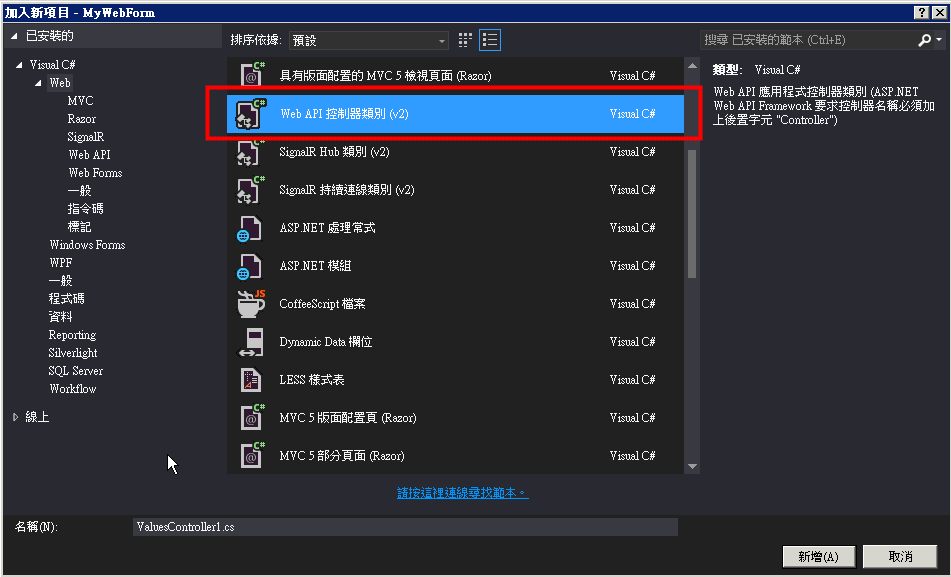 加入新項目 - MyWebForm
已安裝的
排序依據: 預設
搜尋 已安裝的範本 (Ctrl+E)
Visual C#
Web
MVC
Razor
SignalR
Web API
Web Forms
一般
指令碼
標記
Windows Forms
WPF
一般
程式碼
資料
Reporting
Silverlight
SQL Server
Workflow
線上
具有版面配置的 MVC 5 檢視頁面 (Razor) Visual C#
Web API 控制器類別 (v2) Visual C#
SignalR Hub 類別 (v2) Visual C#
SignalR 持續連線類別 (v2) Visual C#
ASP.NET 處理常式 Visual C#
ASP.NET 模組 Visual C#
CoffeeScript 檔案 Visual C#
Dynamic Data 欄位 Visual C#
LESS 樣式表 Visual C#
MVC 5 版面配置頁 (Razor) Visual C#
MVC 5 部分頁面 (Razor) Visual C#
請按這裡連線尋找範本。
類型: Visual C#
Web API 應用程式控制器類別 (ASP.NET
Web API Framework 要求控制器名稱必須加
上後置字元 "Controller")
名稱(N): ValuesController1.cs
新增(A) 取消